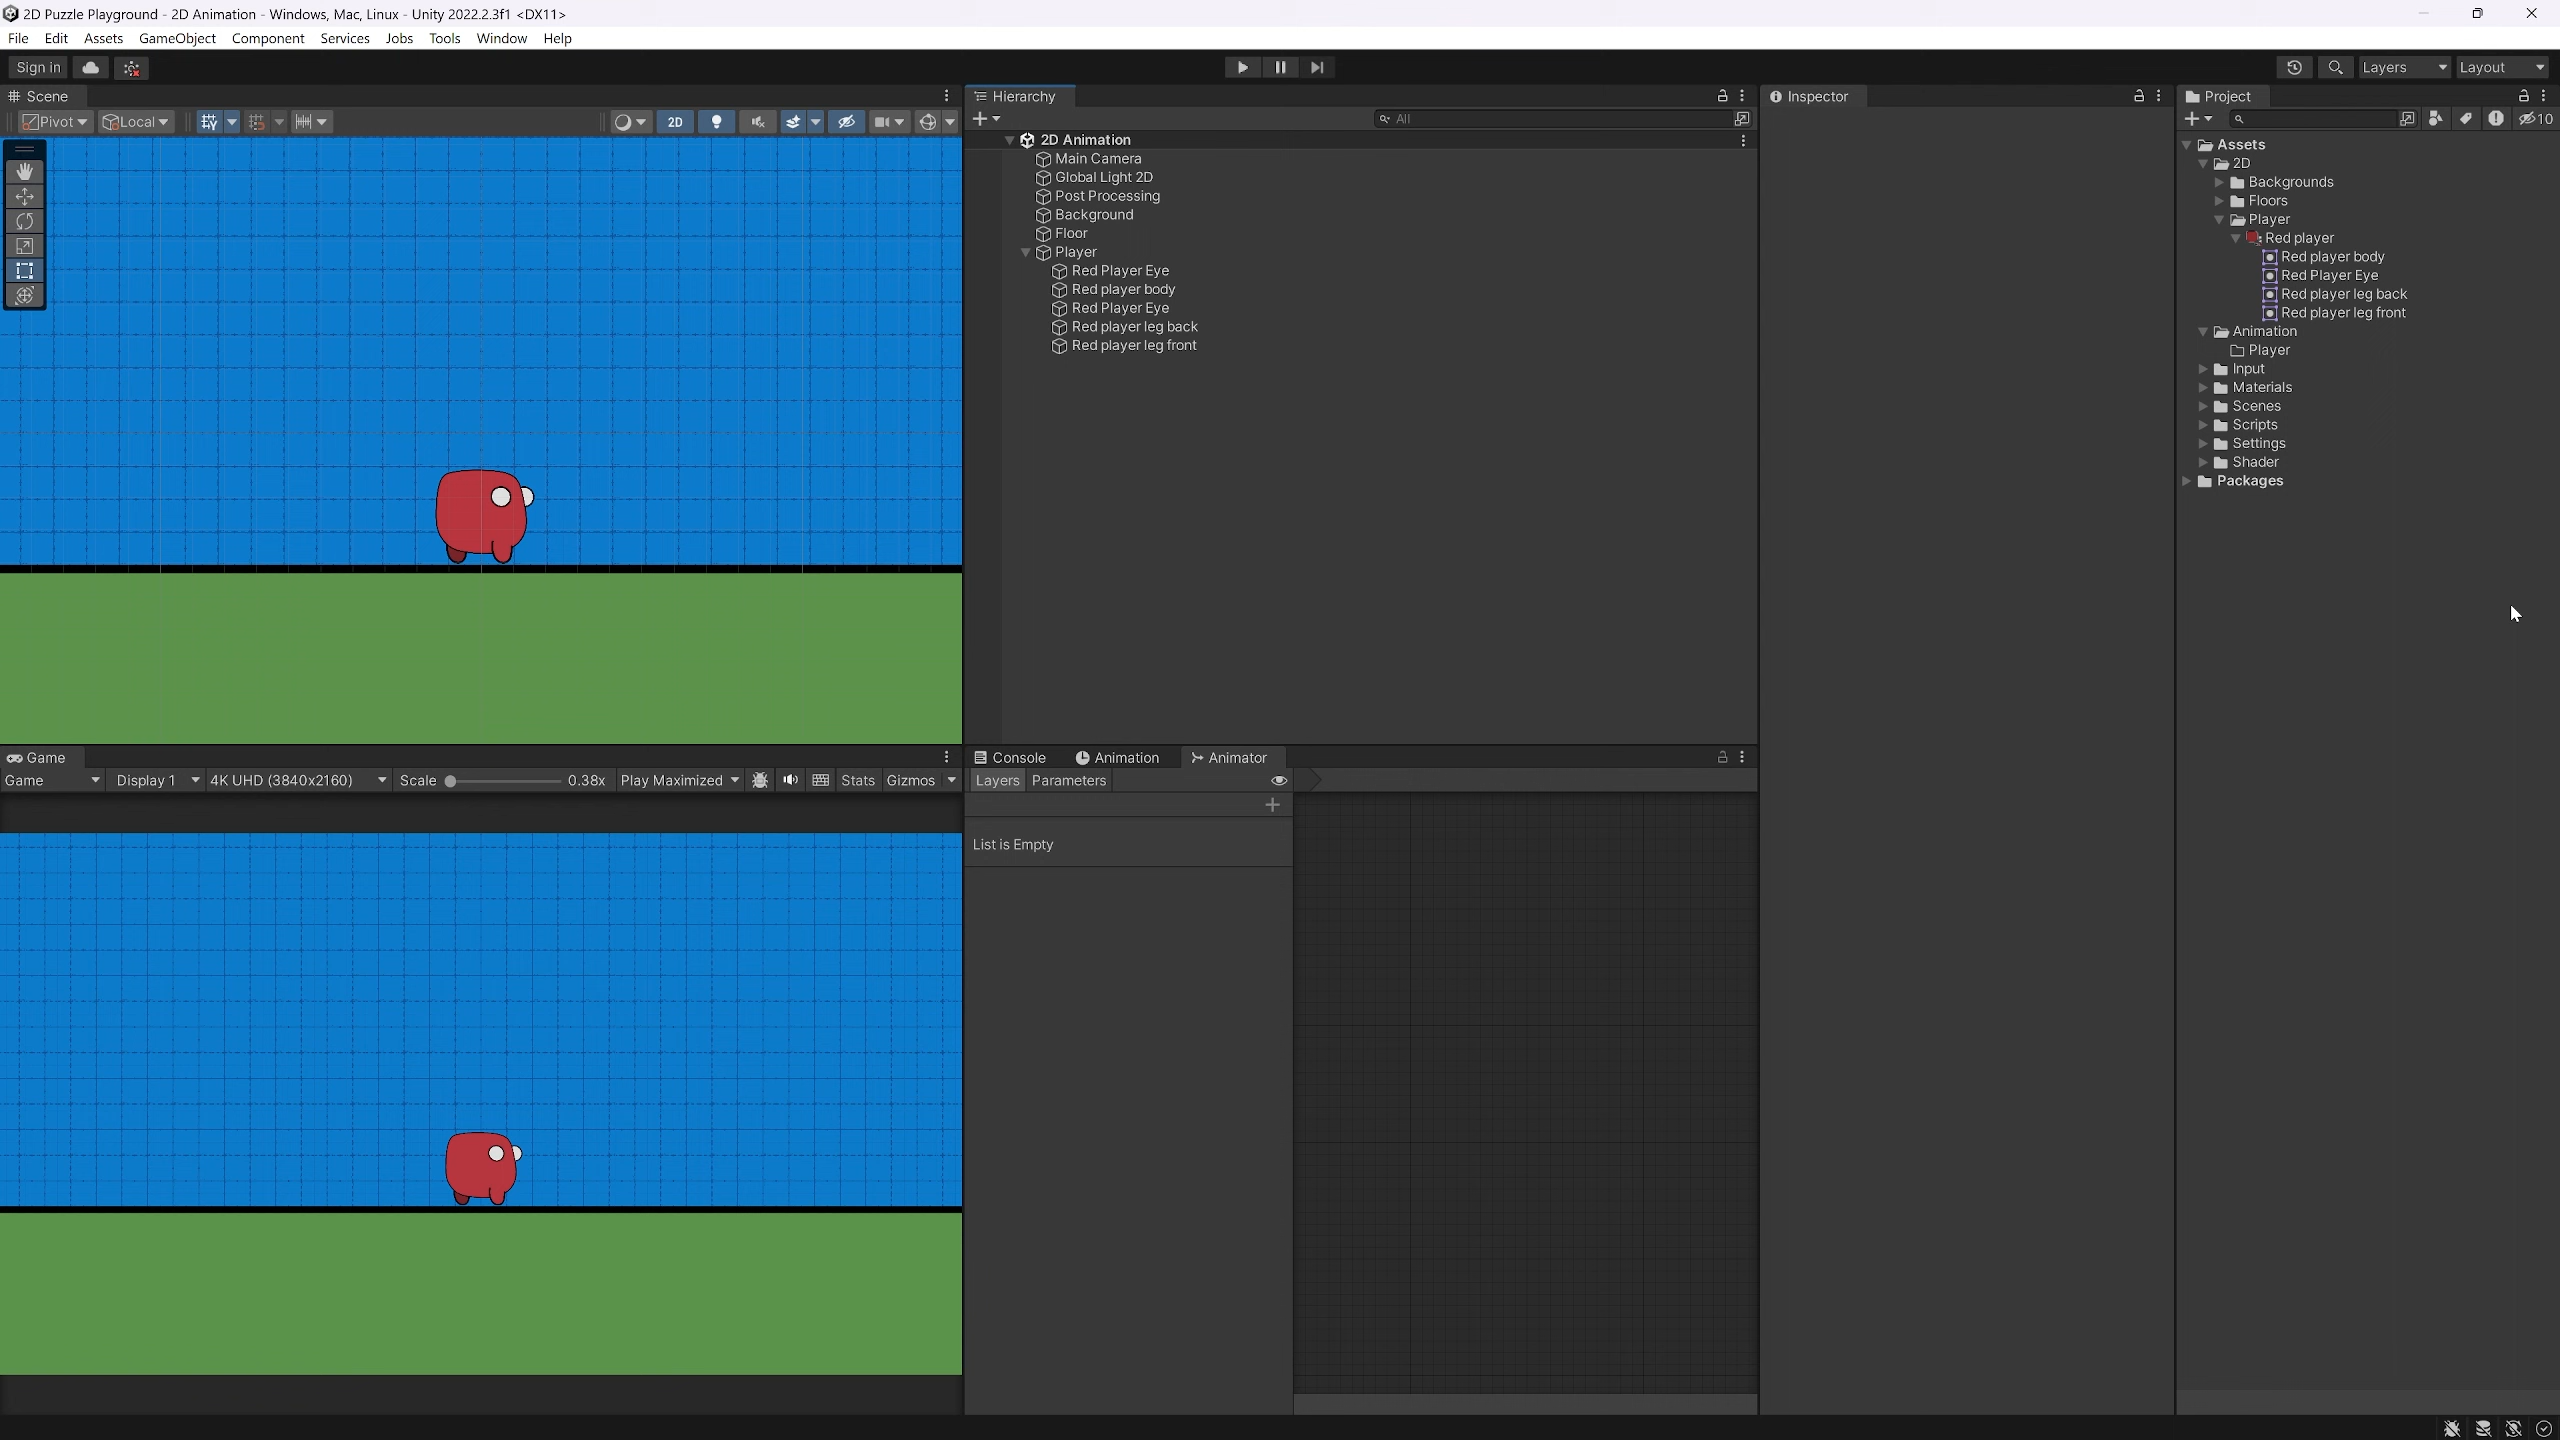 2D Puzzle Playground - 2D Animation - Windows, Mac, Linux - Unity 2022.2.3f1 <DX11>
File Edit Assets GameObject Component Services Jobs Tools Window Help
Sign in Layers Layout
Scene
Pivot Local 2D
Hierarchy
All
2D Animation
Main Camera
Global Light 2D
Post Processing
Background
Floor
Player
Red Player Eye
Red player body
Red Player Eye
Red player leg back
Red player leg front
Inspector
Project
10
Assets
2D
Backgrounds
Floors
Player
Red player
Red player body
Red Player Eye
Red player leg back
Red player leg front
Animation
Player
Input
Materials
Scenes
Scripts
Settings
Shader
Packages
Game
Game Display 1 4K UHD (3840x2160) Scale 0.38x Play Maximized Stats Gizmos
Console Animation Animator
Layers Parameters
List is Empty